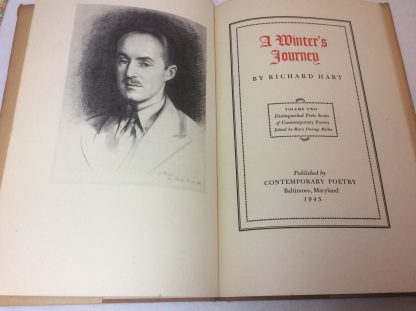 A Winter's
Journey
BY RICHARD HART
VOLUME TWO
Distinguished Poets Series
of Contemporary Poetry
Edited by Mary Owings Miller
Published by
CONTEMPORARY POETRY
Baltimore, Maryland
1945